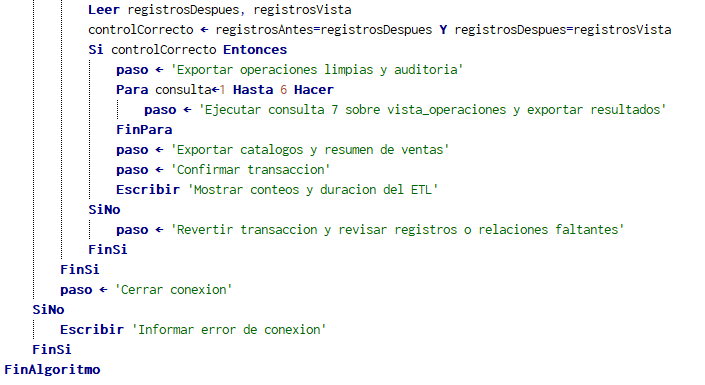 Leer registrosDespues, registrosVista
controlCorrecto ← registrosAntes=registrosDespues Y registrosDespues=registrosVista
Si controlCorrecto Entonces
paso ← 'Exportar operaciones limpias y auditoria'
Para consulta←1 Hasta 6 Hacer
paso ← 'Ejecutar consulta 7 sobre vista_operaciones y exportar resultados'
FinPara
paso ← 'Exportar catalogos y resumen de ventas'
paso ← 'Confirmar transaccion'
Escribir 'Mostrar conteos y duracion del ETL'
SiNo
paso ← 'Revertir transaccion y revisar registros o relaciones faltantes'
FinSi
FinSi
paso ← 'Cerrar conexion'
SiNo
Escribir 'Informar error de conexion'
FinSi
FinAlgoritmo